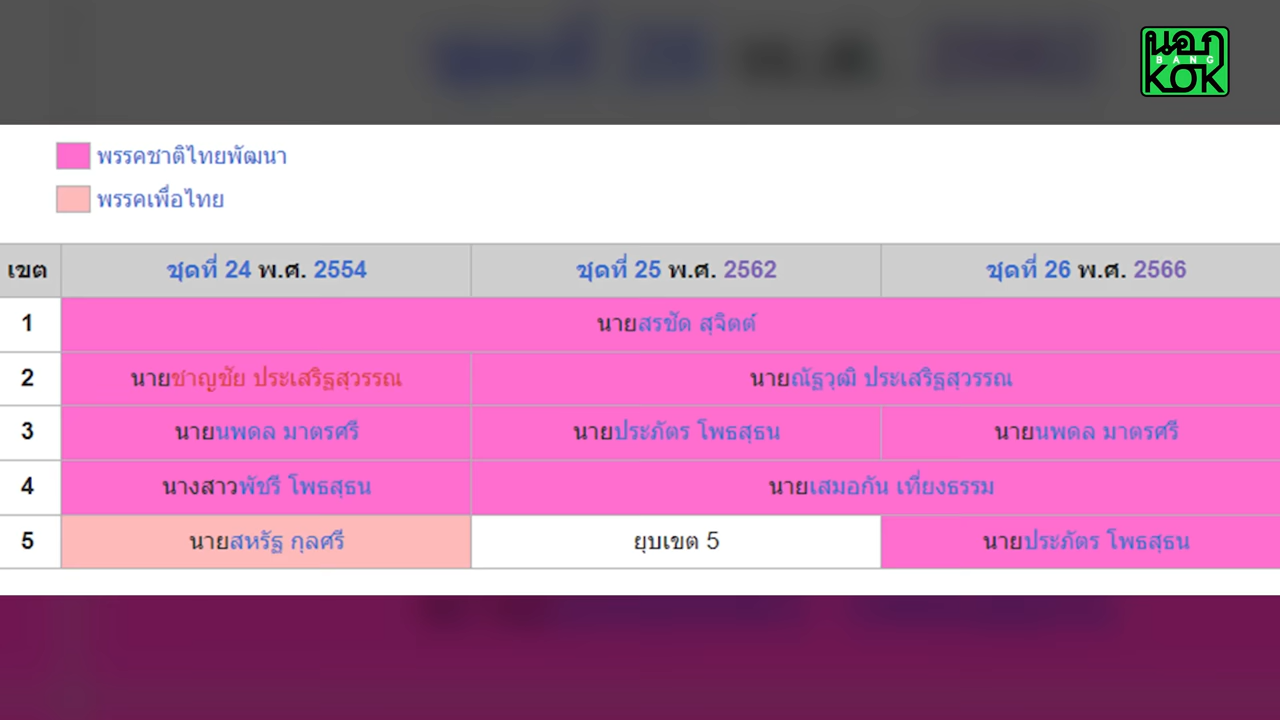 นอก
BANG
KOK
พรรคชาติไทยพัฒนา
พรรคเพื่อไทย
เขต ชุดที่ 24 พ.ศ. 2554 ชุดที่ 25 พ.ศ. 2562 ชุดที่ 26 พ.ศ. 2566
1 นายสรชัด สุจิตต์
2 นายชาญชัย ประเสริฐสุวรรณ นายณัฐวุฒิ ประเสริฐสุวรรณ
3 นายนพดล มาตรศรี นายประภัตร โพธสุธน นายนพดล มาตรศรี
4 นางสาวพัชรี โพธสุธน นายเสมอกัน เที่ยงธรรม
5 นายสหรัฐ กุลศรี ยุบเขต 5 นายประภัตร โพธสุธน